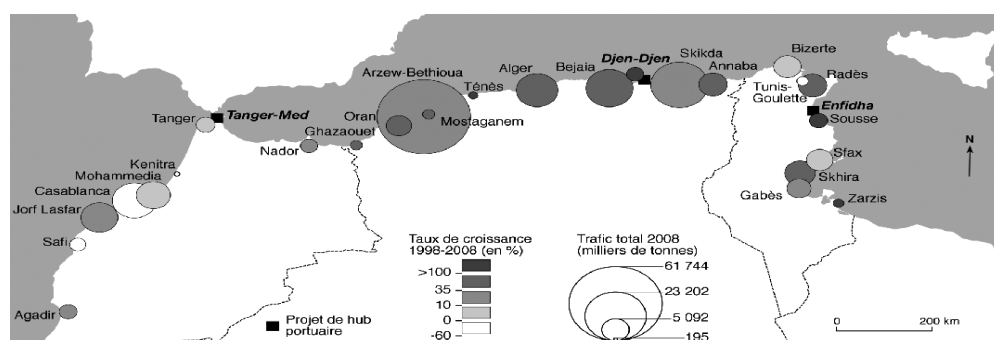 Bizerte
Skikda
Djen-Djen
Alger
Bejaia
Annaba
Radès
Arzew-Bethioua
Ténès
Tunis-
Goulette
Enfidha
Sousse
Tanger
Tanger-Med
Oran
Mostaganem
Ghazaouet
Nador
Kenitra
Mohammedia
Casablanca
Jorf Lasfar
Safi
Agadir
Sfax
Skhira
Gabès
Zarzis
N
Taux de croissance
1998-2008 (en %)
>100
35
10
0
-60
Trafic total 2008
(milliers de tonnes)
61 744
23 202
5 092
195
Projet de hub
portuaire
0 200 km